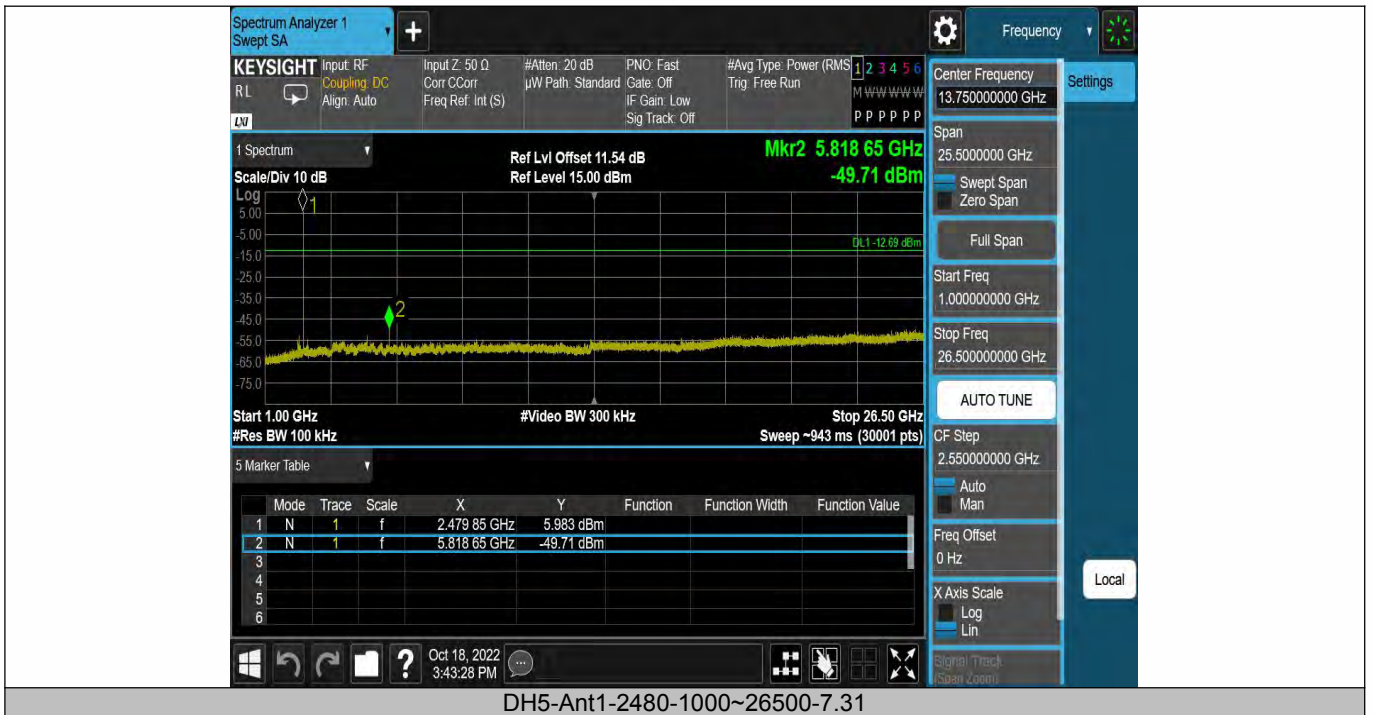 Spectrum Analyzer 1
Swept SA
+
Frequency
KEYSIGHT
RL
LXI
Input: RF
Coupling: DC
Align: Auto
Input Z: 50 Ω
Corr CCorr
Freq Ref: Int (S)
#Atten: 20 dB
µW Path: Standard
PNO: Fast
Gate: Off
IF Gain: Low
Sig Track: Off
#Avg Type: Power (RMS
Trig: Free Run
1 2 3 4 5 6
M W W W W W
P P P P P P
1 Spectrum
Scale/Div 10 dB
Ref Lvl Offset 11.54 dB
Ref Level 15.00 dBm
Mkr2 5.818 65 GHz
-49.71 dBm
Log
5.00
-5.00
-15.0
-25.0
-35.0
-45.0
-55.0
-65.0
-75.0
1
2
DL1 -12.69 dBm
Start 1.00 GHz
#Res BW 100 kHz
#Video BW 300 kHz
Stop 26.50 GHz
Sweep ~943 ms (30001 pts)
5 Marker Table
Mode Trace Scale X Y Function Function Width Function Value
1 N 1 f 2.479 85 GHz 5.983 dBm
2 N 1 f 5.818 65 GHz -49.71 dBm
3
4
5
6
?
Oct 18, 2022
3:43:28 PM
Center Frequency
13.750000000 GHz
Settings
Span
25.5000000 GHz
Swept Span
Zero Span
Full Span
Start Freq
1.000000000 GHz
Stop Freq
26.500000000 GHz
AUTO TUNE
CF Step
2.550000000 GHz
Auto
Man
Freq Offset
0 Hz
X Axis Scale
Log
Lin
Local
Signal Track
(Span Zoom)
DH5-Ant1-2480-1000~26500-7.31